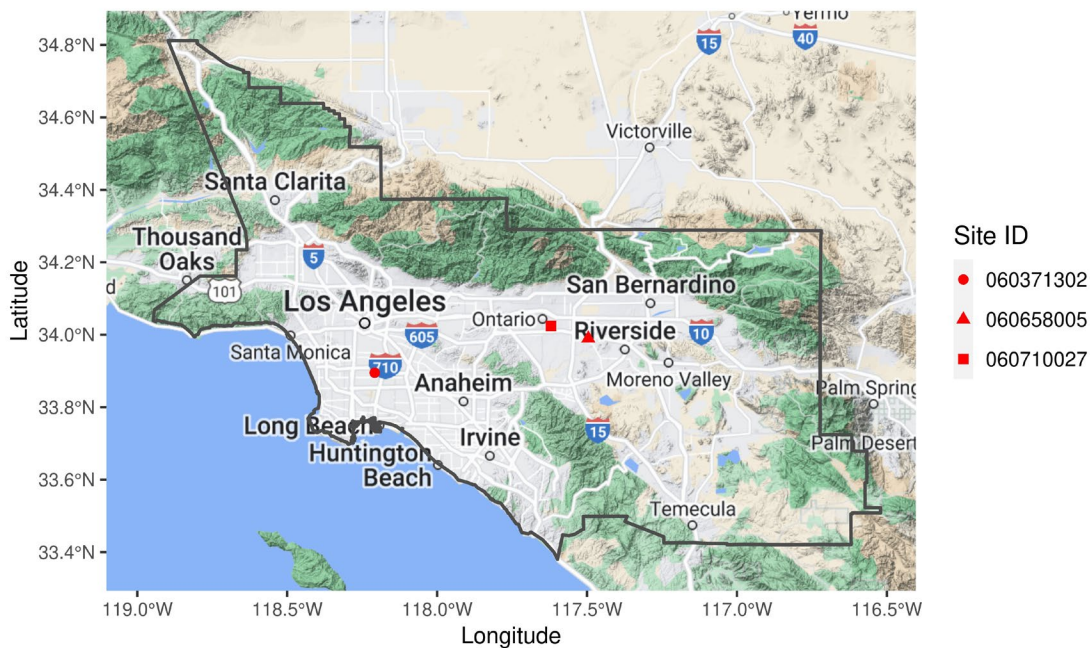 34.8°N
34.6°N
34.4°N
34.2°N
34.0°N
33.8°N
33.6°N
33.4°N
Latitude
Yermo
15
40
Victorville
Santa Clarita
Thousand
Oaks
5
101
d
San Bernardino
Los Angeles
Ontario
Riverside
10
605
Santa Monica
710
Moreno Valley
Anaheim
Palm Spring
Long Beach
15
Irvine
Palm Desert
Huntington
Beach
Temecula
119.0°W
118.5°W
118.0°W
117.5°W
117.0°W
116.5°W
Longitude
Site ID
060371302
060658005
060710027